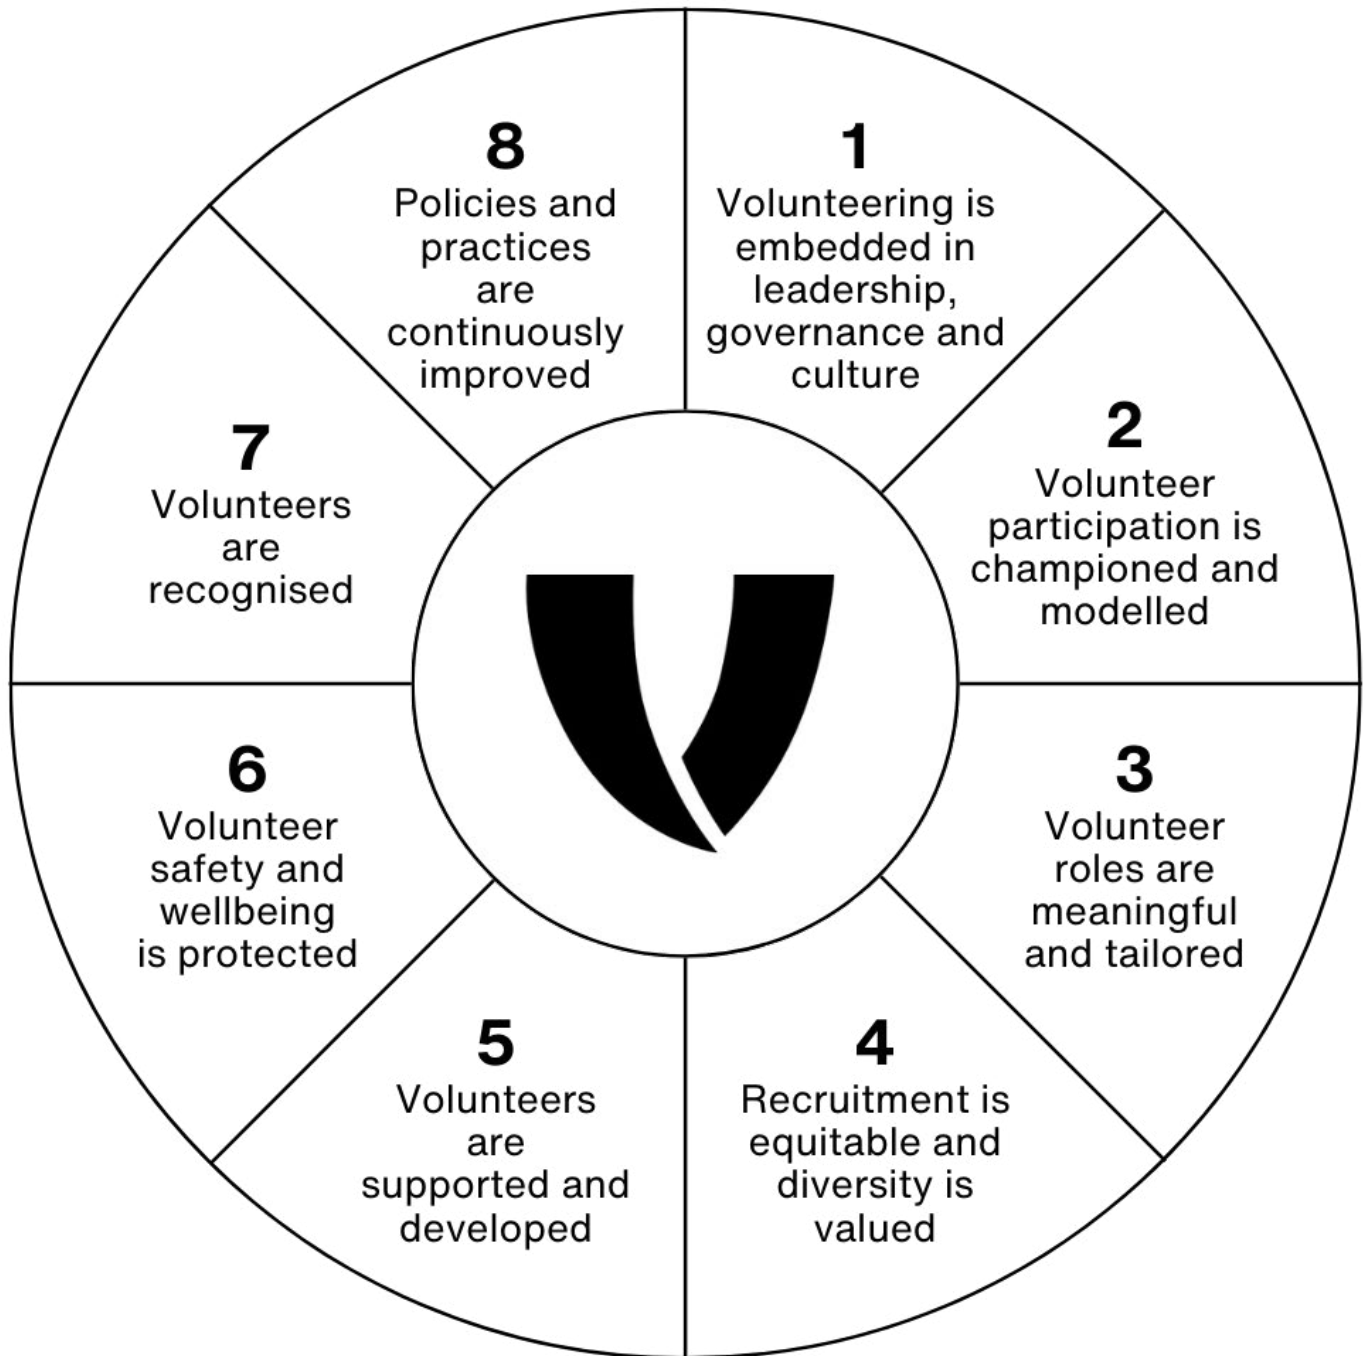 1
Volunteering is
embedded in
leadership,
governance and
culture
2
Volunteer
participation is
championed and
modelled
3
Volunteer
roles are
meaningful
and tailored
4
Recruitment is
equitable and
diversity is
valued
5
Volunteers
are
supported and
developed
6
Volunteer
safety and
wellbeing
is protected
7
Volunteers
are
recognised
8
Policies and
practices
are
continuously
improved